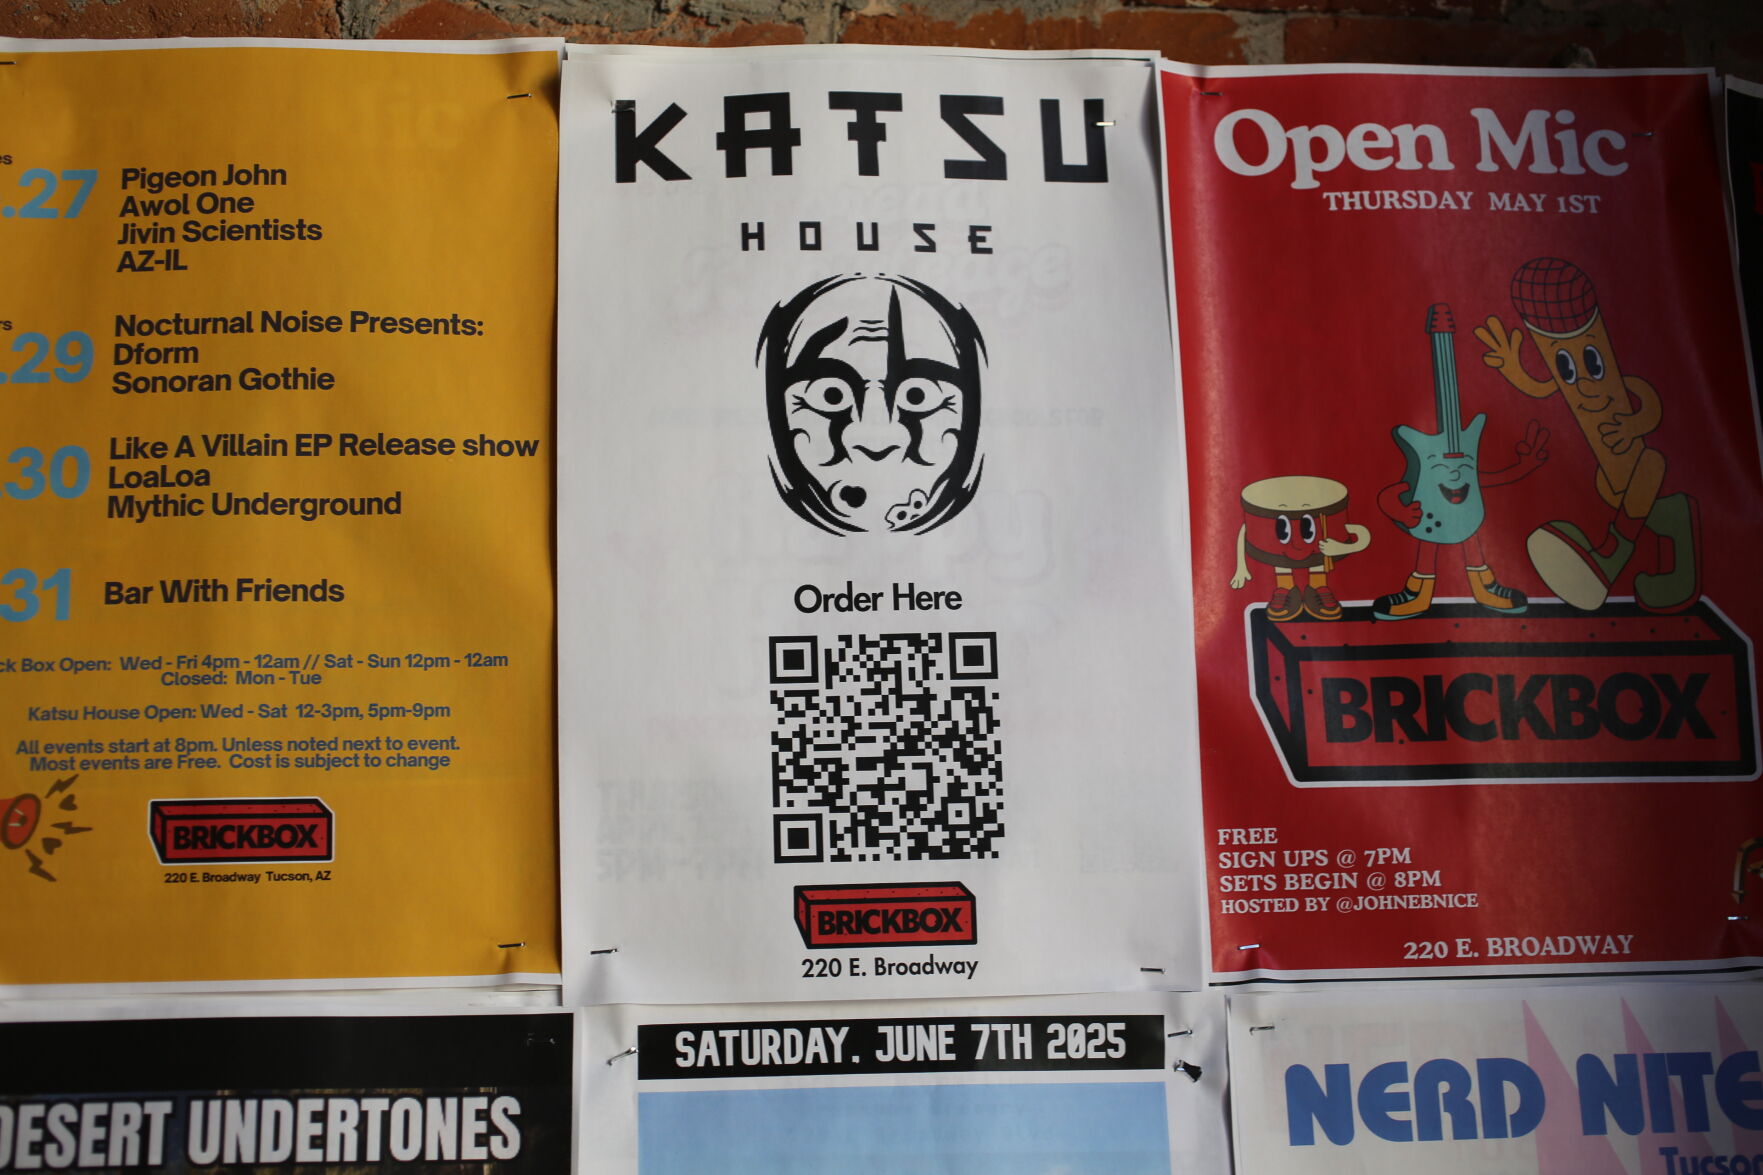 es
.27
Pigeon John
Awol One
Jivin Scientists
AZ-IL
rs
.29
Nocturnal Noise Presents:
Dform
Sonoran Gothie
.30
Like A Villain EP Release show
LoaLoa
Mythic Underground
31
Bar With Friends
ck Box Open: Wed - Fri 4pm - 12am // Sat - Sun 12pm - 12am
Closed: Mon - Tue
Katsu House Open: Wed - Sat 12-3pm, 5pm-9pm
All events start at 8pm. Unless noted next to event.
Most events are Free. Cost is subject to change
BRICKBOX
220 E. Broadway Tucson, AZ
KATSU
HOUSE
Order Here
BRICKBOX
220 E. Broadway
Open Mic
THURSDAY MAY 1ST
BRICKBOX
FREE
SIGN UPS @ 7PM
SETS BEGIN @ 8PM
HOSTED BY @JOHNEBNICE
220 E. BROADWAY
DESERT UNDERTONES
SATURDAY, JUNE 7TH 2025
NERD NITE
Tucson